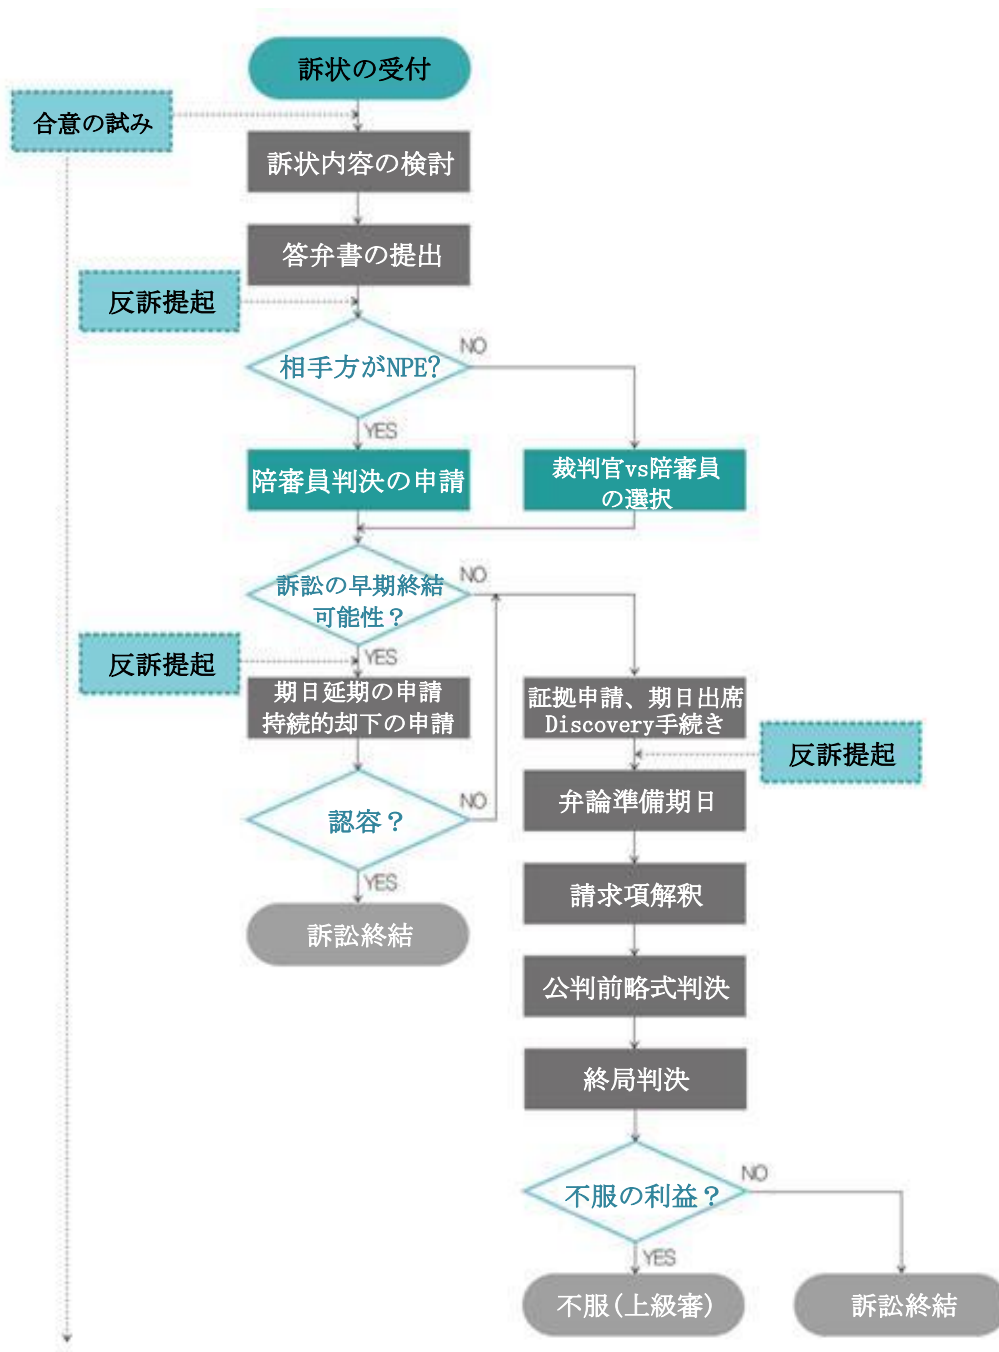 訴状の受付
合意の試み
訴状内容の検討
答弁書の提出
反訴提起
相手方がNPE?
NO
YES
陪審員判決の申請
裁判官vs陪審員
の選択
訴訟の早期終結
可能性？
NO
反訴提起
YES
期日延期の申請
持続的却下の申請
証拠申請、期日出席
Discovery手続き
反訴提起
認容？
NO
弁論準備期日
YES
請求項解釈
訴訟終結
公判前略式判決
終局判決
不服の利益？
NO
YES
不服(上級審)
訴訟終結